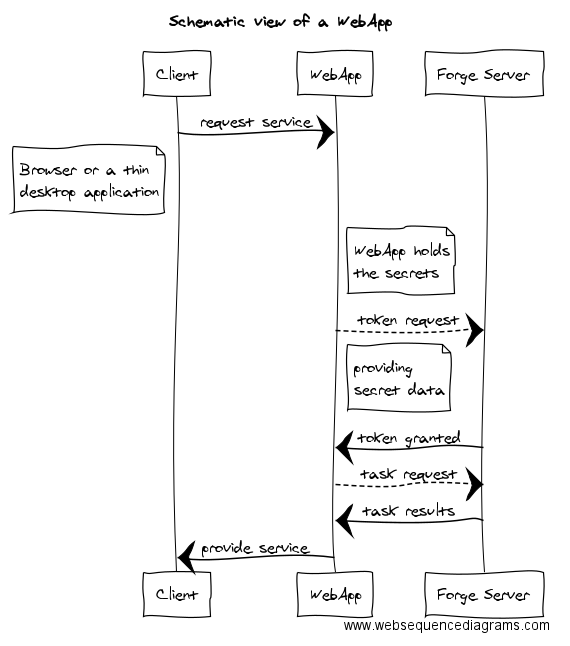 Schematic view of a WebApp
Client
WebApp
Forge Server
request service
Browser or a thin
desktop application
WebApp holds
the secrets
token request
providing
secret data
token granted
task request
task results
provide service
Client
WebApp
Forge Server
www.websequencediagrams.com